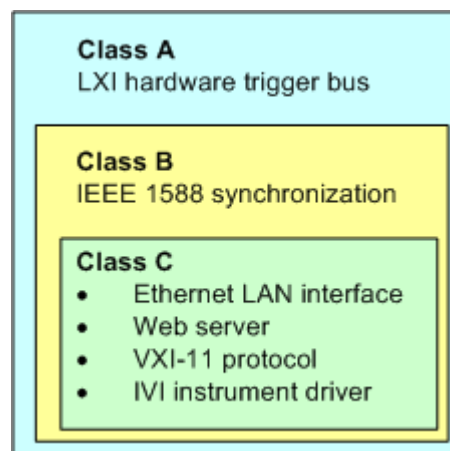 Class A
LXI hardware trigger bus
Class B
IEEE 1588 synchronization
Class C
• Ethernet LAN interface
• Web server
• VXI-11 protocol
• IVI instrument driver